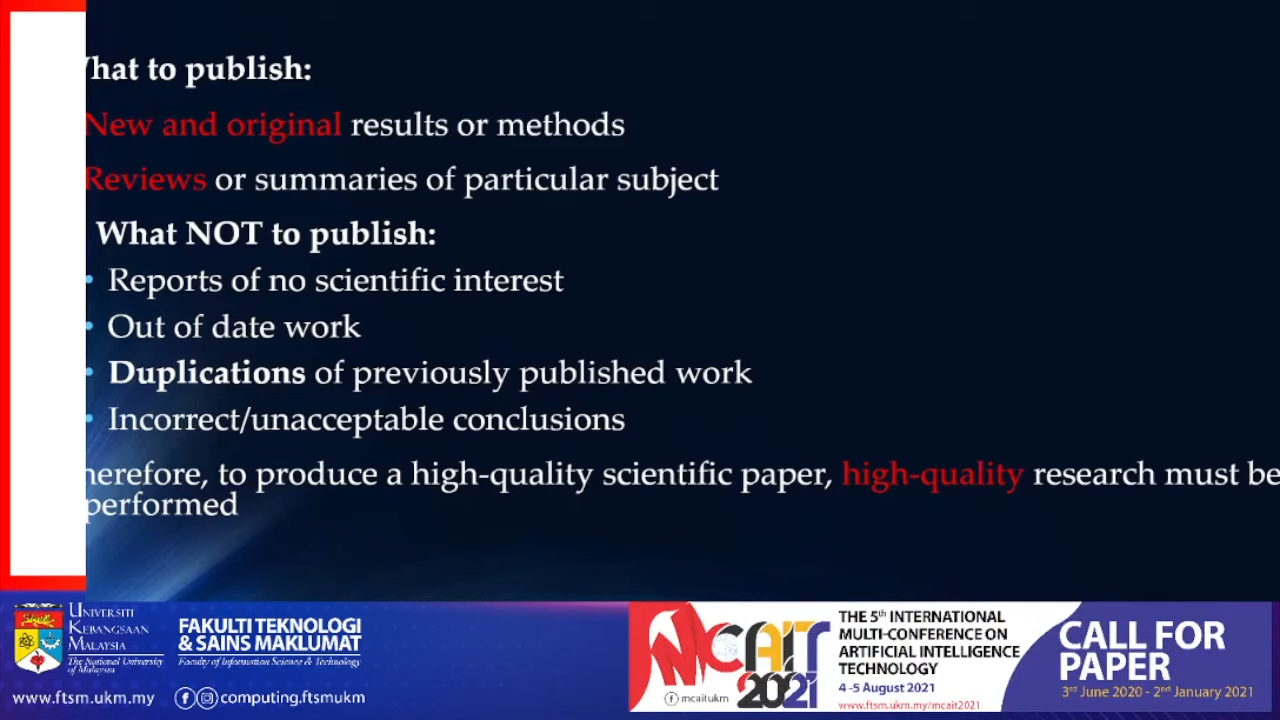 What to publish:
New and original results or methods
Reviews or summaries of particular subject
What NOT to publish:
• Reports of no scientific interest
• Out of date work
• Duplications of previously published work
• Incorrect/unacceptable conclusions
herefore, to produce a high-quality scientific paper, high-quality research must be
performed
UNIVERSITI
KEBANGSAAN
MALAYSIA
The National University
of Malaysia
FAKULTI TEKNOLOGI
& SAINS MAKLUMAT
Faculty of Information Science & Technology
www.ftsm.ukm.my
computing.ftsmukm
MCAIT
2021
mcaitukm
THE 5th INTERNATIONAL
MULTI-CONFERENCE ON
ARTIFICIAL INTELLIGENCE
TECHNOLOGY
4 -5 August 2021
www.ftsm.ukm.my/mcait2021
CALL FOR
PAPER
3rd June 2020 - 2nd January 2021